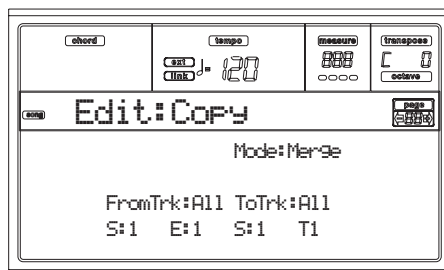 chord tempo measure transpose
ext link ♩= 120 888 C 0
octave
song Edit:Copy page
88
Mode:Merge
FromTrk:All ToTrk:All
S:1 E:1 S:1 T1